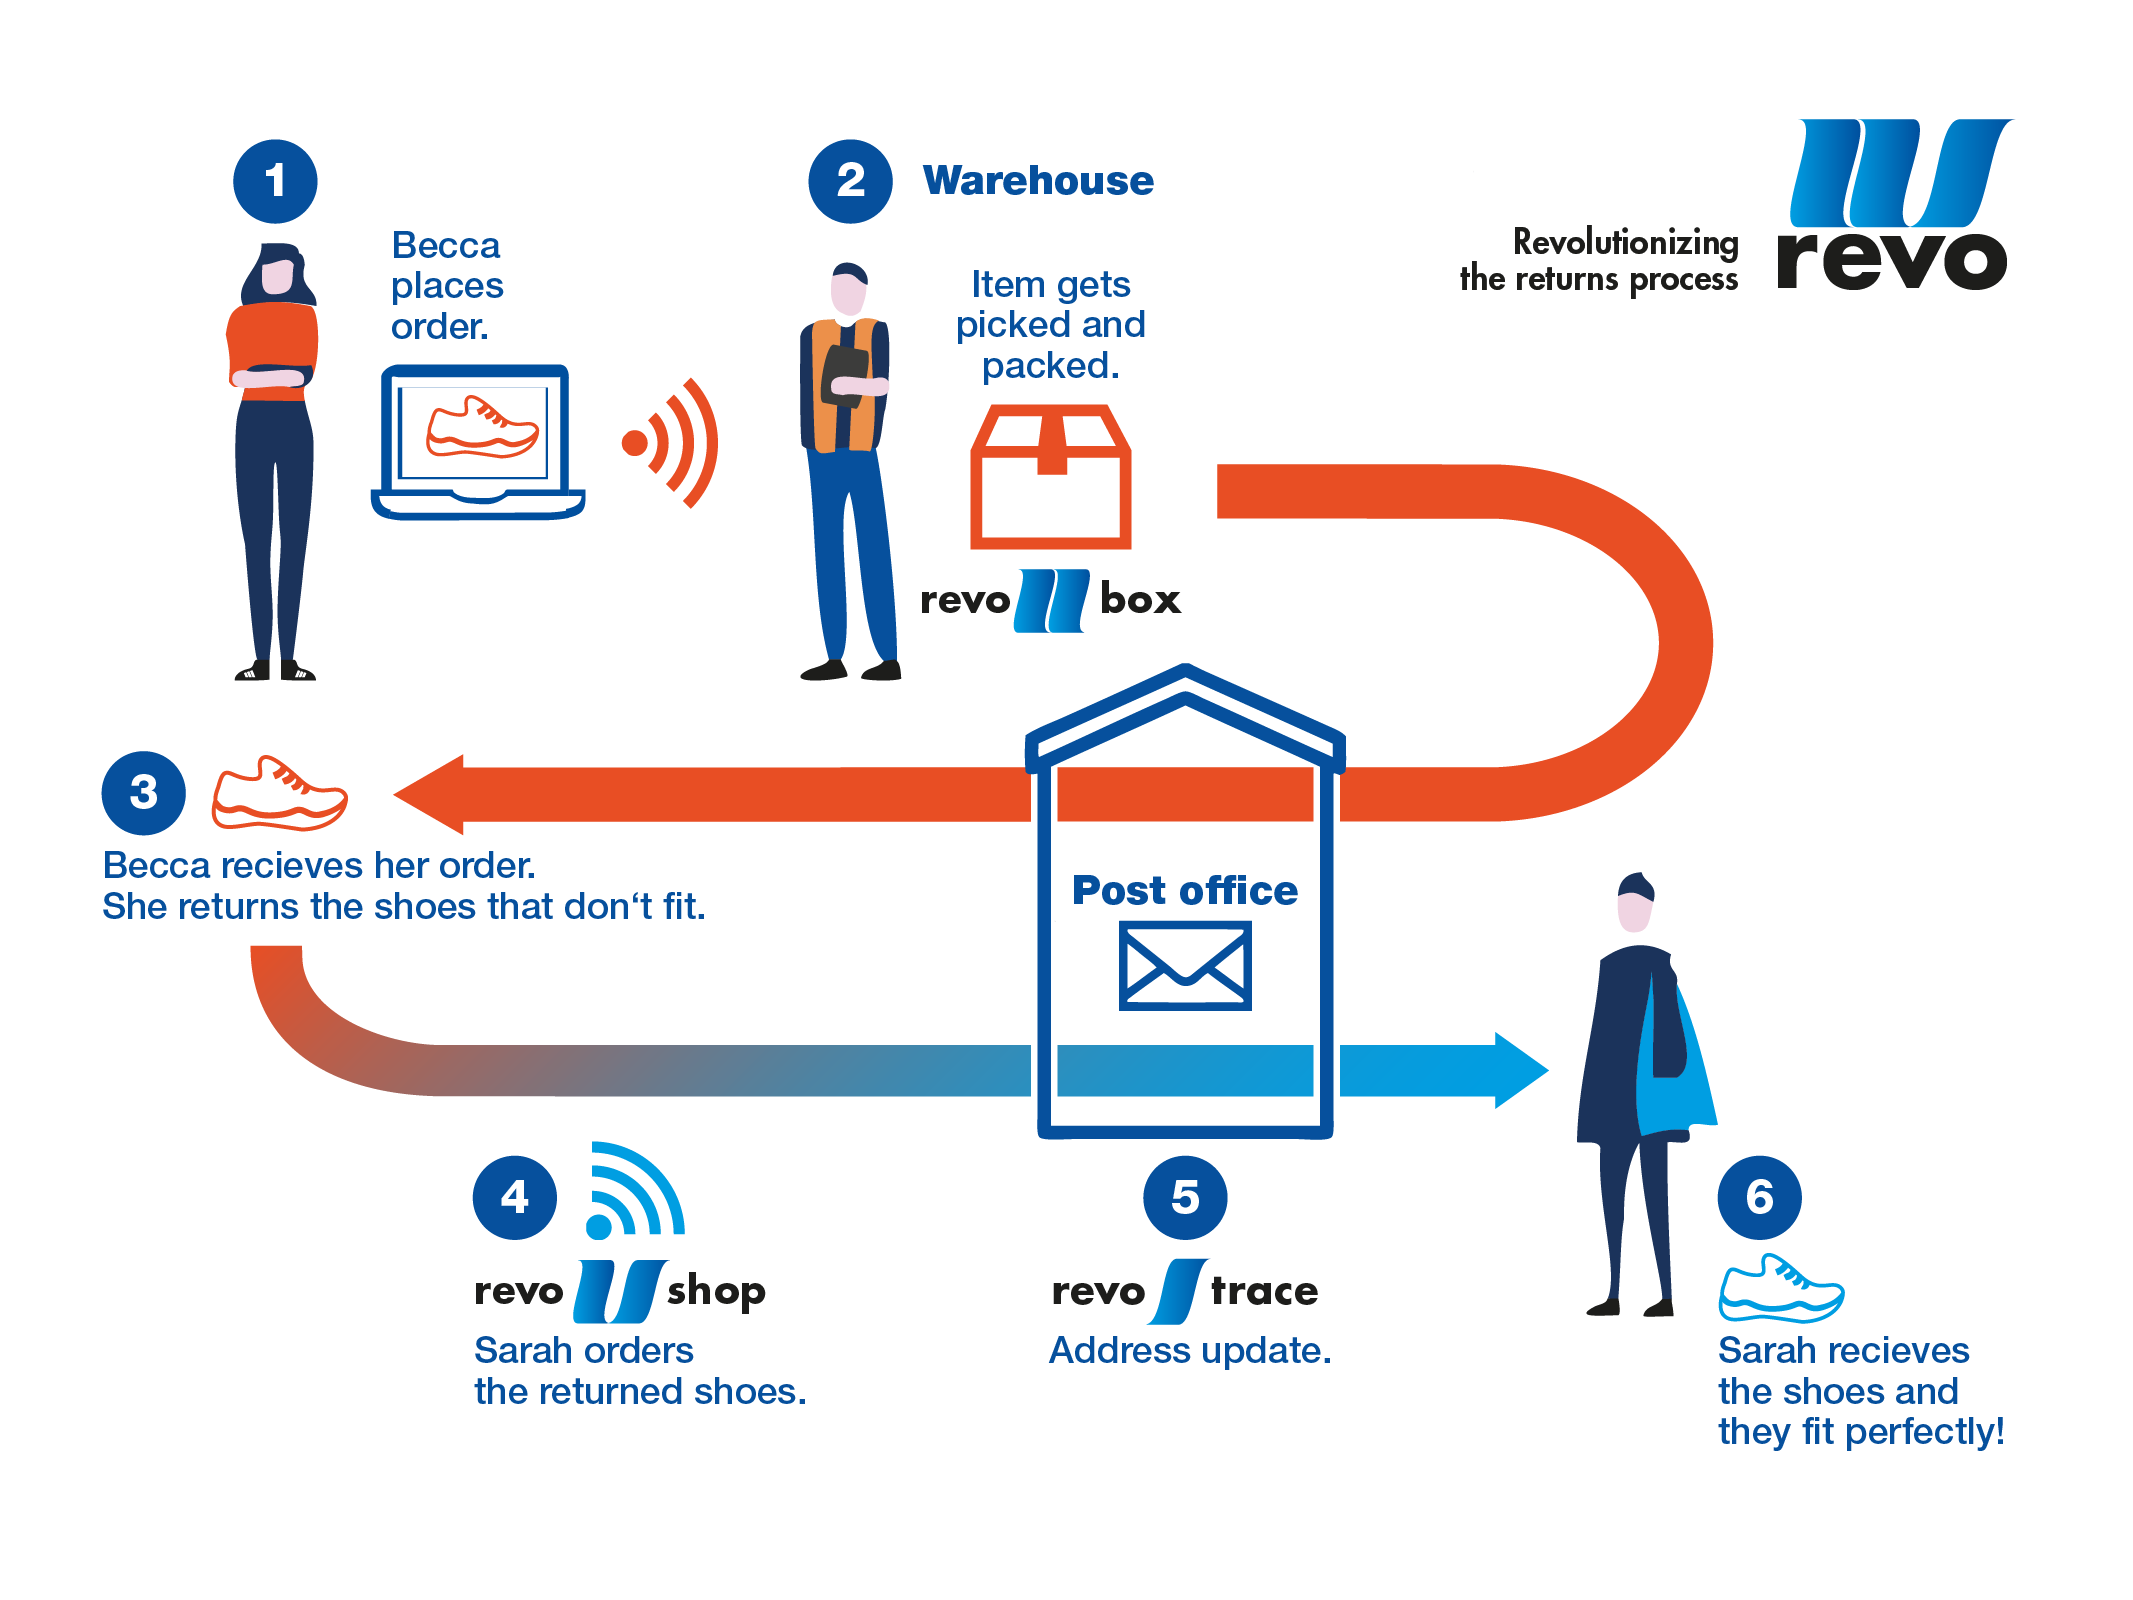 1
Becca
places
order.
2
Warehouse
Item gets
picked and
packed.
revo box
Revolutionizing
the returns process
revo
3
Becca recieves her order.
She returns the shoes that don‘t fit.
Post office
4
revo shop
Sarah orders
the returned shoes.
5
revo trace
Address update.
6
Sarah recieves
the shoes and
they fit perfectly!